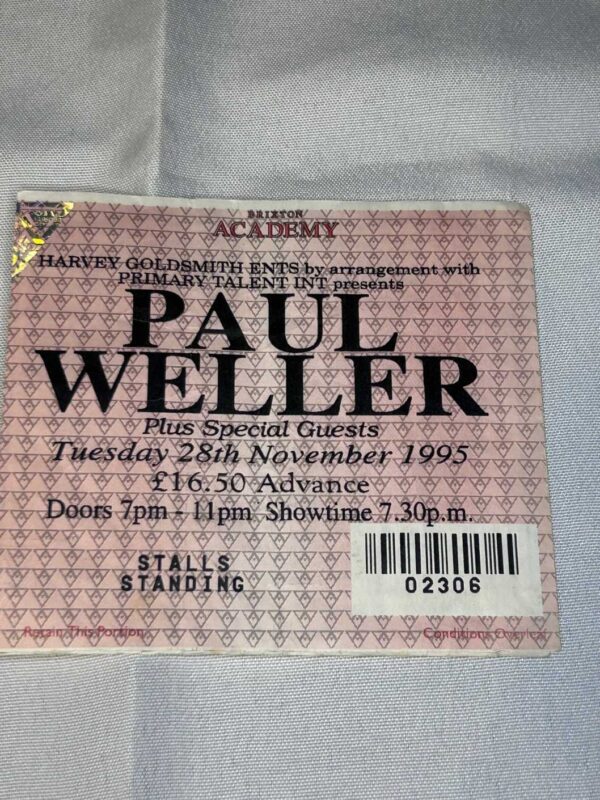 BRIXTON
ACADEMY
HARVEY GOLDSMITH ENTS by arrangement with
PRIMARY TALENT INT presents
PAUL
WELLER
Plus Special Guests
Tuesday 28th November 1995
£16.50 Advance
Doors 7pm - 11pm Showtime 7.30p.m.
STALLS
STANDING
02306
Retain This Portion
Conditions Overleaf